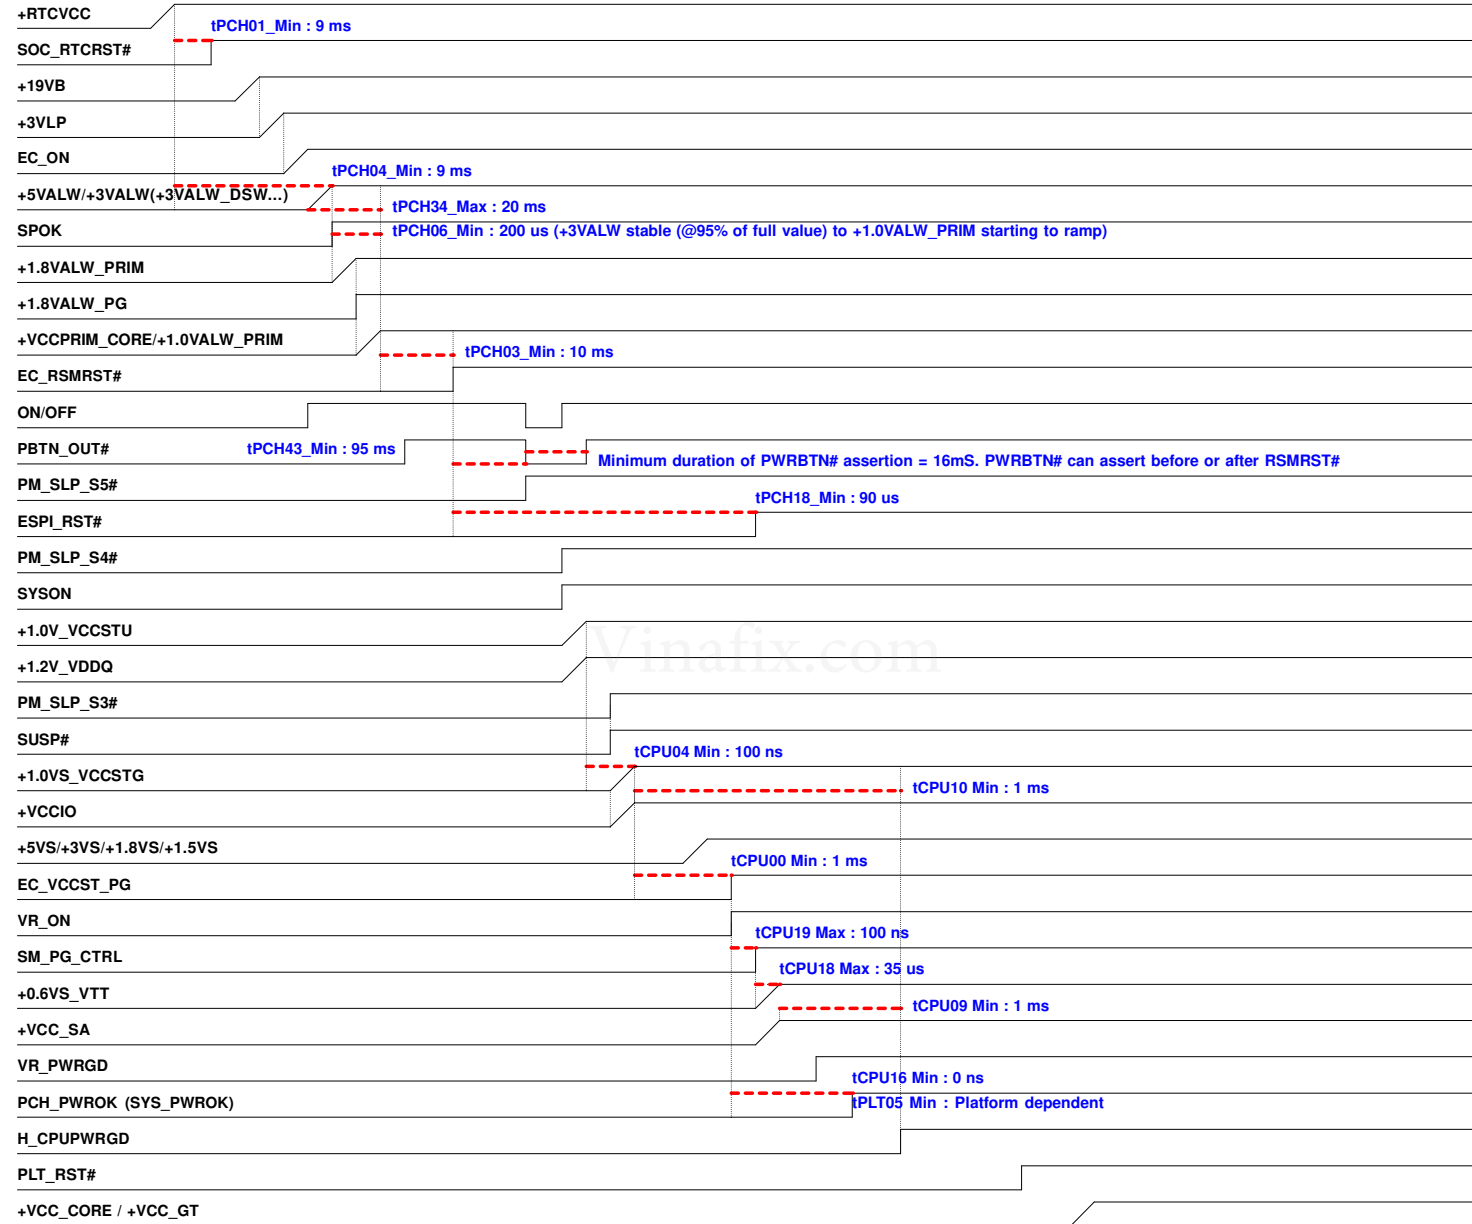 +RTCVCC
tPCH01_Min : 9 ms
SOC_RTCRST#
+19VB
+3VLP
EC_ON
tPCH04_Min : 9 ms
+5VALW/+3VALW(+3VALW_DSW...)
tPCH34_Max : 20 ms
SPOK
tPCH06_Min : 200 us (+3VALW stable (@95% of full value) to +1.0VALW_PRIM starting to ramp)
+1.8VALW_PRIM
+1.8VALW_PG
+VCCPRIM_CORE/+1.0VALW_PRIM
tPCH03_Min : 10 ms
EC_RSMRST#
ON/OFF
PBTN_OUT#
tPCH43_Min : 95 ms
Minimum duration of PWRBTN# assertion = 16mS. PWRBTN# can assert before or after RSMRST#
PM_SLP_S5#
tPCH18_Min : 90 us
ESPI_RST#
PM_SLP_S4#
SYSON
+1.0V_VCCSTU
Vinafix.com
+1.2V_VDDQ
PM_SLP_S3#
SUSP#
tCPU04 Min : 100 ns
+1.0VS_VCCSTG
tCPU10 Min : 1 ms
+VCCIO
+5VS/+3VS/+1.8VS/+1.5VS
tCPU00 Min : 1 ms
EC_VCCST_PG
VR_ON
tCPU19 Max : 100 ns
SM_PG_CTRL
tCPU18 Max : 35 us
+0.6VS_VTT
tCPU09 Min : 1 ms
+VCC_SA
VR_PWRGD
tCPU16 Min : 0 ns
PCH_PWROK (SYS_PWROK)
tPLT05 Min : Platform dependent
H_CPUPWRGD
PLT_RST#
+VCC_CORE / +VCC_GT